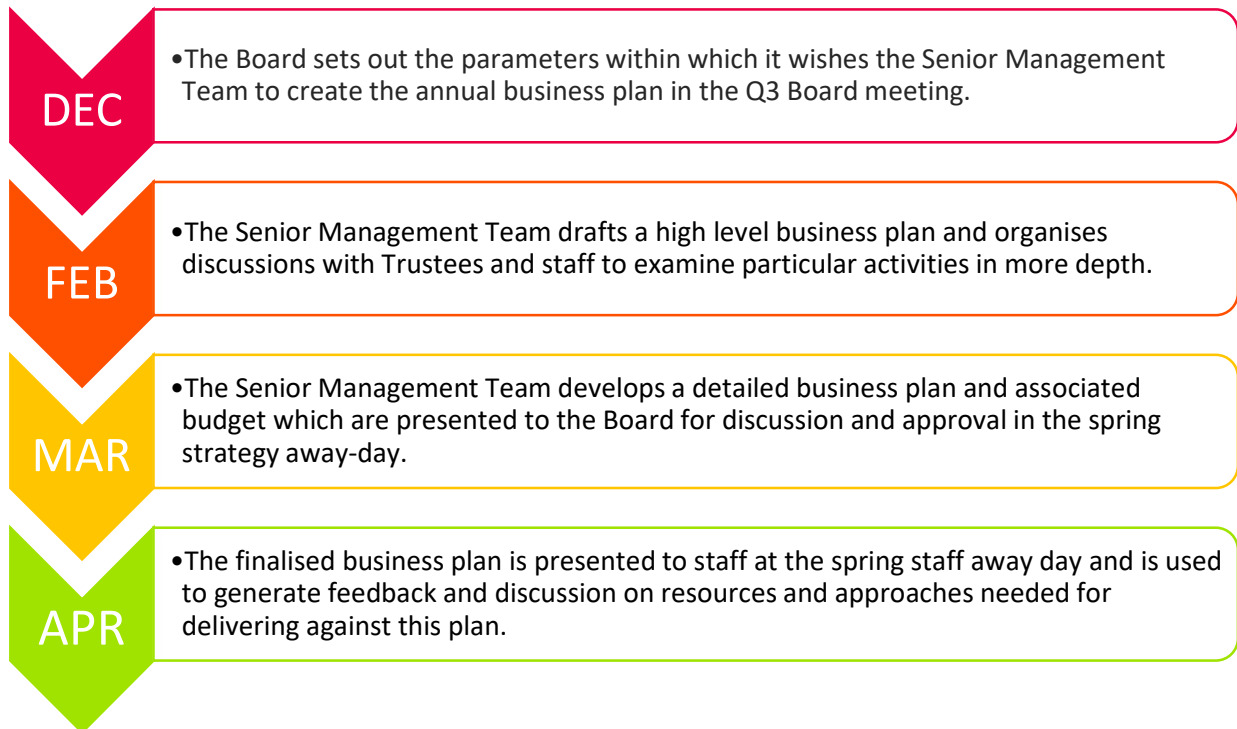 DEC
•The Board sets out the parameters within which it wishes the Senior Management
Team to create the annual business plan in the Q3 Board meeting.
FEB
•The Senior Management Team drafts a high level business plan and organises
discussions with Trustees and staff to examine particular activities in more depth.
MAR
•The Senior Management Team develops a detailed business plan and associated
budget which are presented to the Board for discussion and approval in the spring
strategy away-day.
APR
•The finalised business plan is presented to staff at the spring staff away day and is used
to generate feedback and discussion on resources and approaches needed for
delivering against this plan.